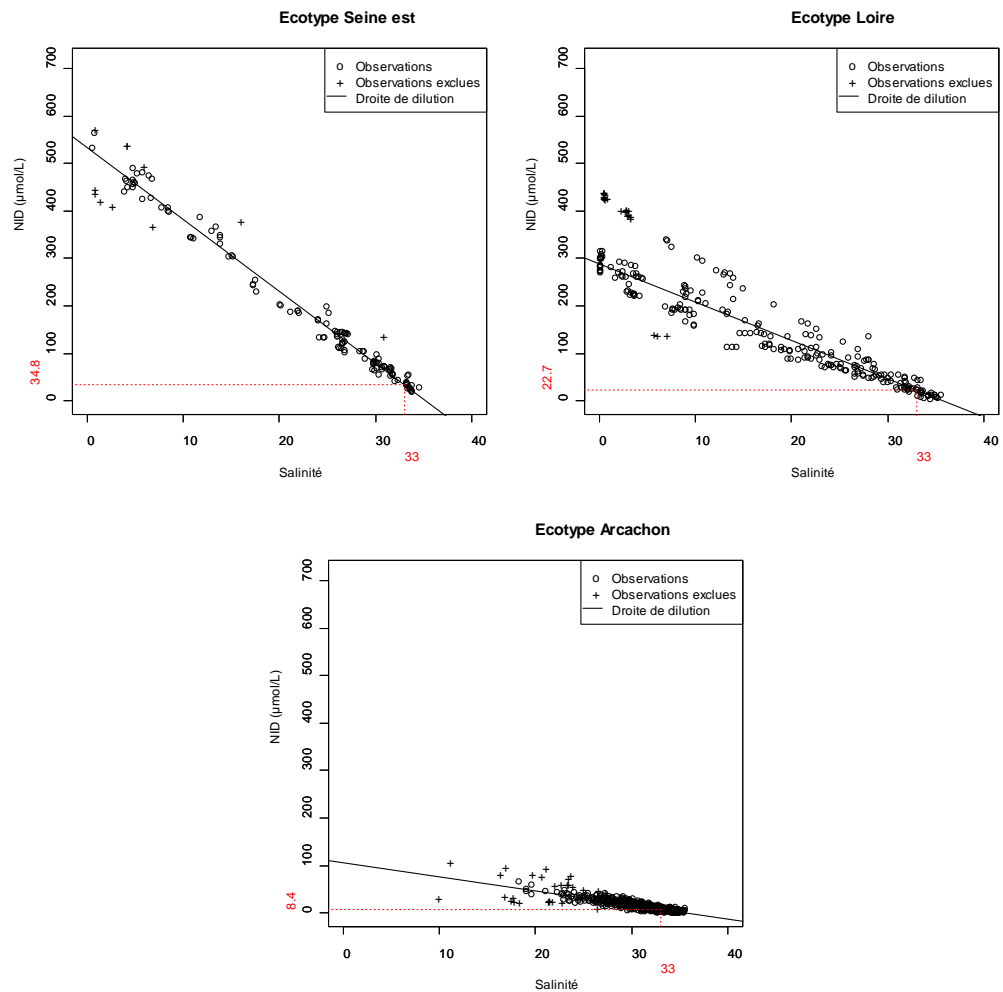 Ecotype Seine est
Observations
Observations exclues
Droite de dilution
NID (µmol/L)
700
600
500
400
300
200
100
0
34.8
0
10
20
30
40
33
Salinité
Ecotype Loire
Observations
Observations exclues
Droite de dilution
NID (µmol/L)
700
600
500
400
300
200
100
0
22.7
0
10
20
30
40
33
Salinité
Ecotype Arcachon
Observations
Observations exclues
Droite de dilution
NID (µmol/L)
700
600
500
400
300
200
100
0
8.4
0
10
20
30
40
33
Salinité